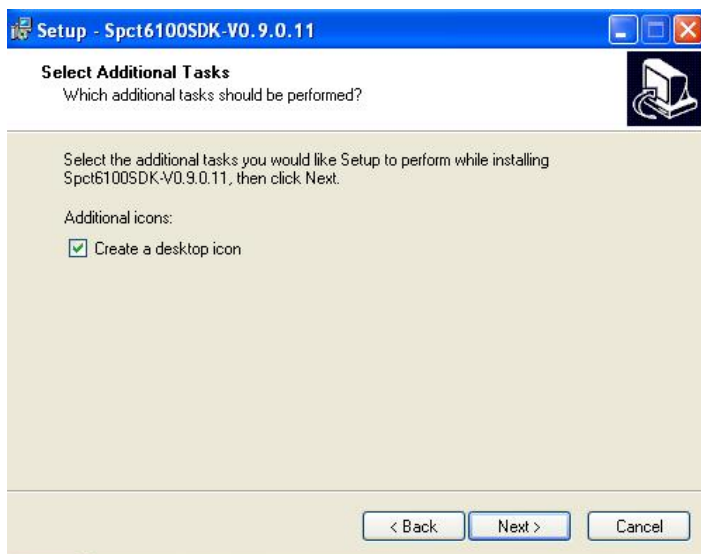 Setup - Spct6100SDK-V0.9.0.11
Select Additional Tasks
Which additional tasks should be performed?
Select the additional tasks you would like Setup to perform while installing
Spct6100SDK-V0.9.0.11, then click Next.
Additional icons:
Create a desktop icon
< Back Next > Cancel